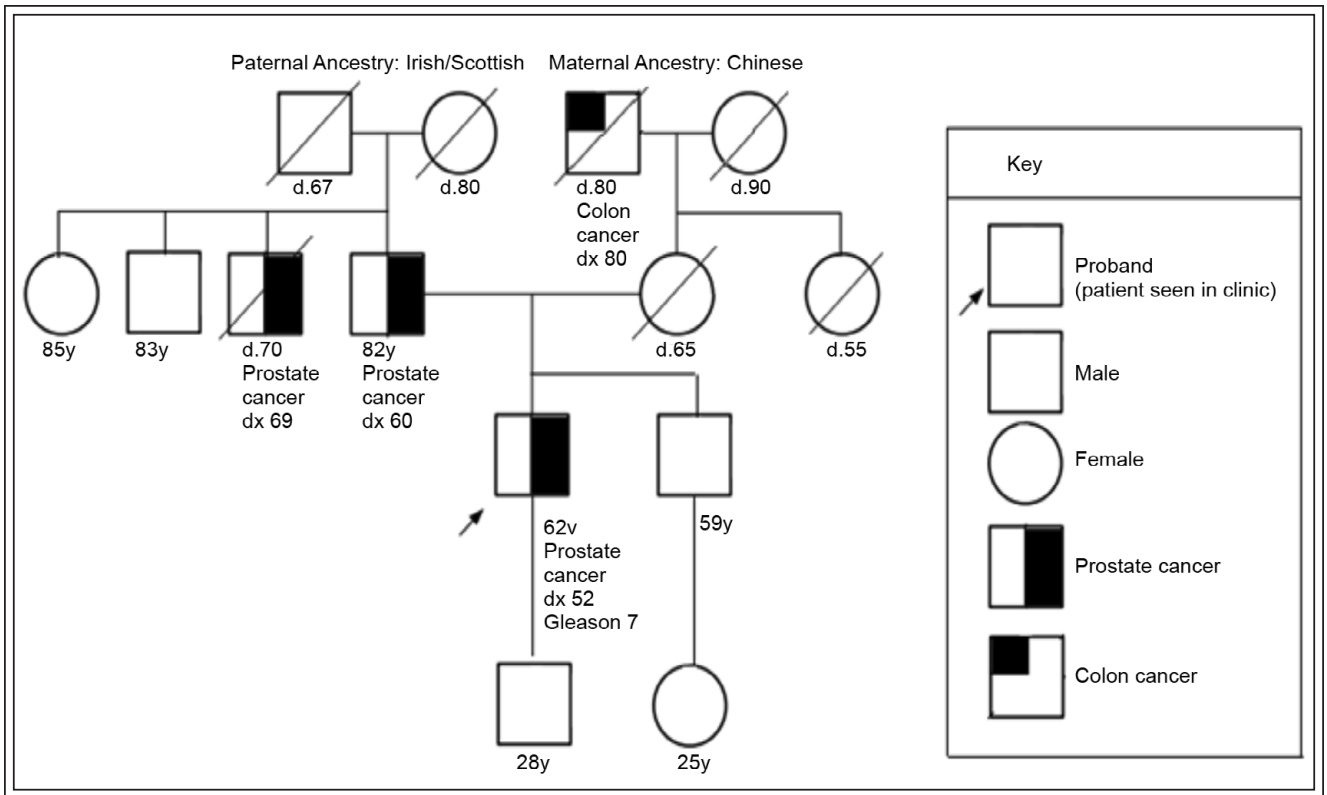 Paternal Ancestry: Irish/Scottish
Maternal Ancestry: Chinese
d.67
d.80
d.80
Colon
cancer
dx 80
d.90
85y
83y
d.70
Prostate
cancer
dx 69
82y
Prostate
cancer
dx 60
d.65
d.55
62v
Prostate
cancer
dx 52
Gleason 7
59y
28y
25y
Key
Proband
(patient seen in clinic)
Male
Female
Prostate cancer
Colon cancer